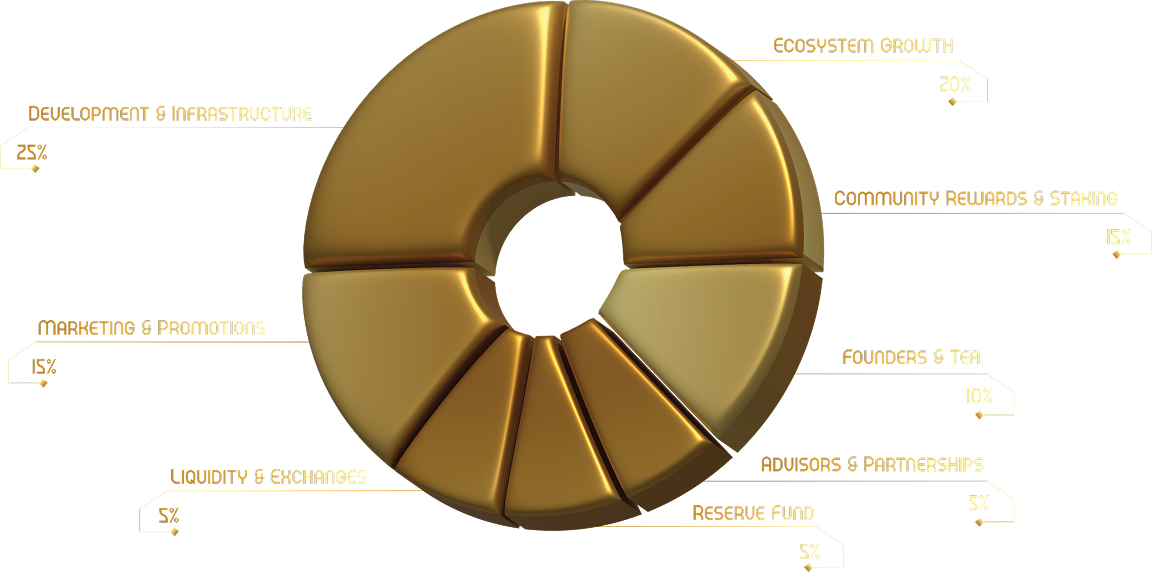 Ecosystem Growth
20%
Development & Infrastructure
25%
Community Rewards & Staking
15%
Marketing & Promotions
15%
Founders & Tea
10%
Advisors & Partnerships
5%
Liquidity & Exchanges
5%
Reserve Fund
5%